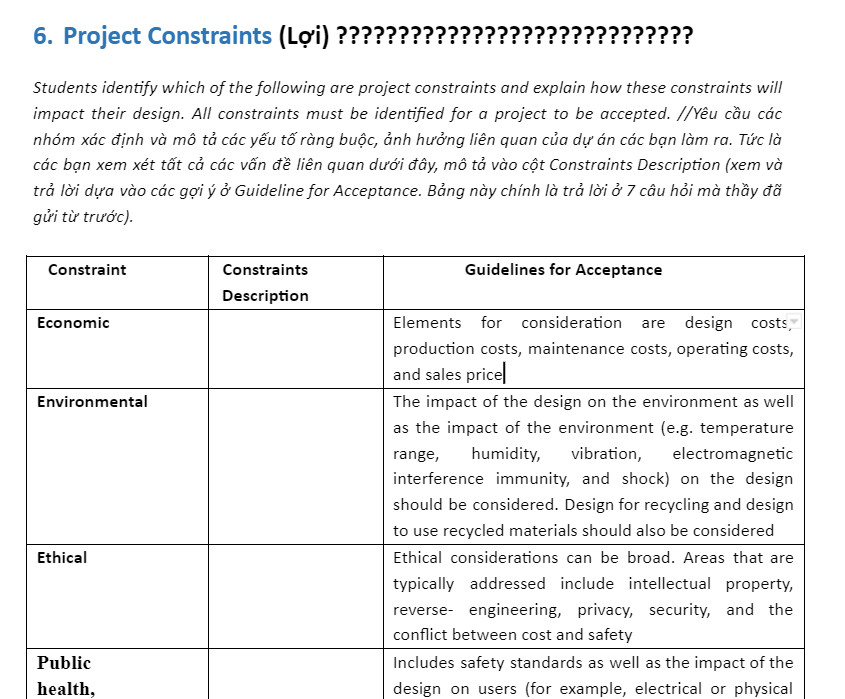 6. Project Constraints (Lợi) ?????????????????????????????
Students identify which of the following are project constraints and explain how these constraints will
impact their design. All constraints must be identified for a project to be accepted. //Yêu cầu các
nhóm xác định và mô tả các yếu tố ràng buộc, ảnh hưởng liên quan của dự án các bạn làm ra. Tức là
các bạn xem xét tất cả các vấn đề liên quan dưới đây, mô tả vào cột Constraints Description (xem và
trả lời dựa vào các gợi ý ở Guideline for Acceptance. Bảng này chính là trả lời ở 7 câu hỏi mà thầy đã
gửi từ trước).
Constraint
Constraints
Description
Guidelines for Acceptance
Economic
Elements for consideration are design costs,
production costs, maintenance costs, operating costs,
and sales price
Environmental
The impact of the design on the environment as well
as the impact of the environment (e.g. temperature
range, humidity, vibration, electromagnetic
interference immunity, and shock) on the design
should be considered. Design for recycling and design
to use recycled materials should also be considered
Ethical
Ethical considerations can be broad. Areas that are
typically addressed include intellectual property,
reverse- engineering, privacy, security, and the
conflict between cost and safety
Public
health,
Includes safety standards as well as the impact of the
design on users (for example, electrical or physical